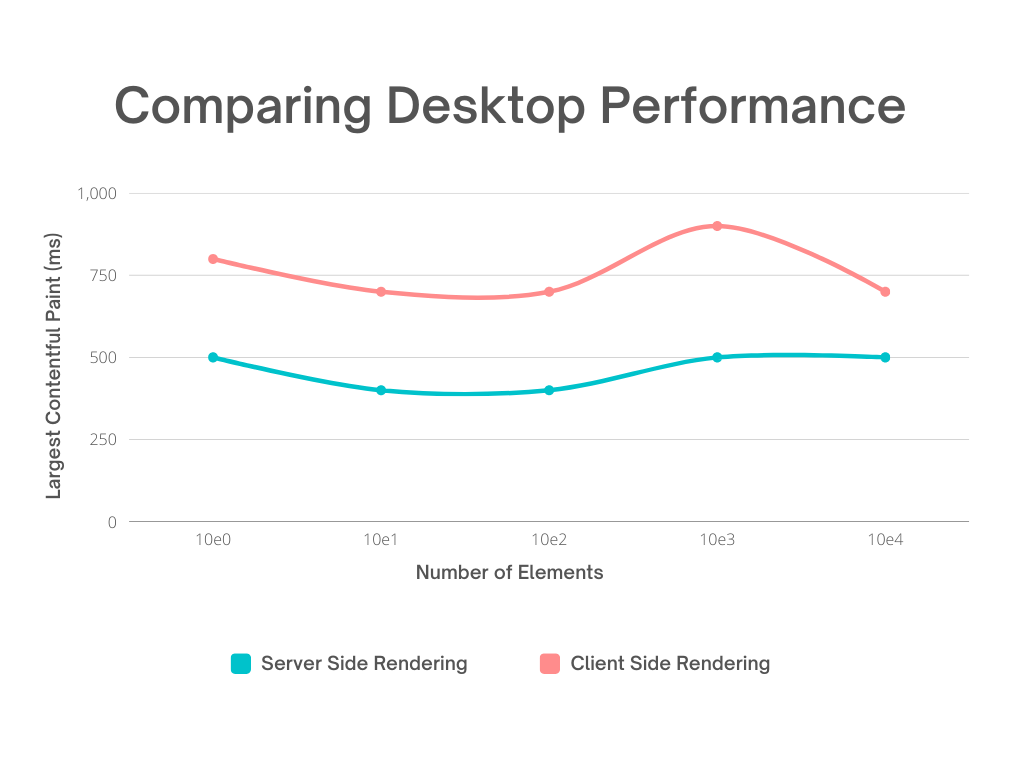 Comparing Desktop Performance
Largest Contentful Paint (ms)
1,000
750
500
250
0
10e0 10e1 10e2 10e3 10e4
Number of Elements
Server Side Rendering Client Side Rendering